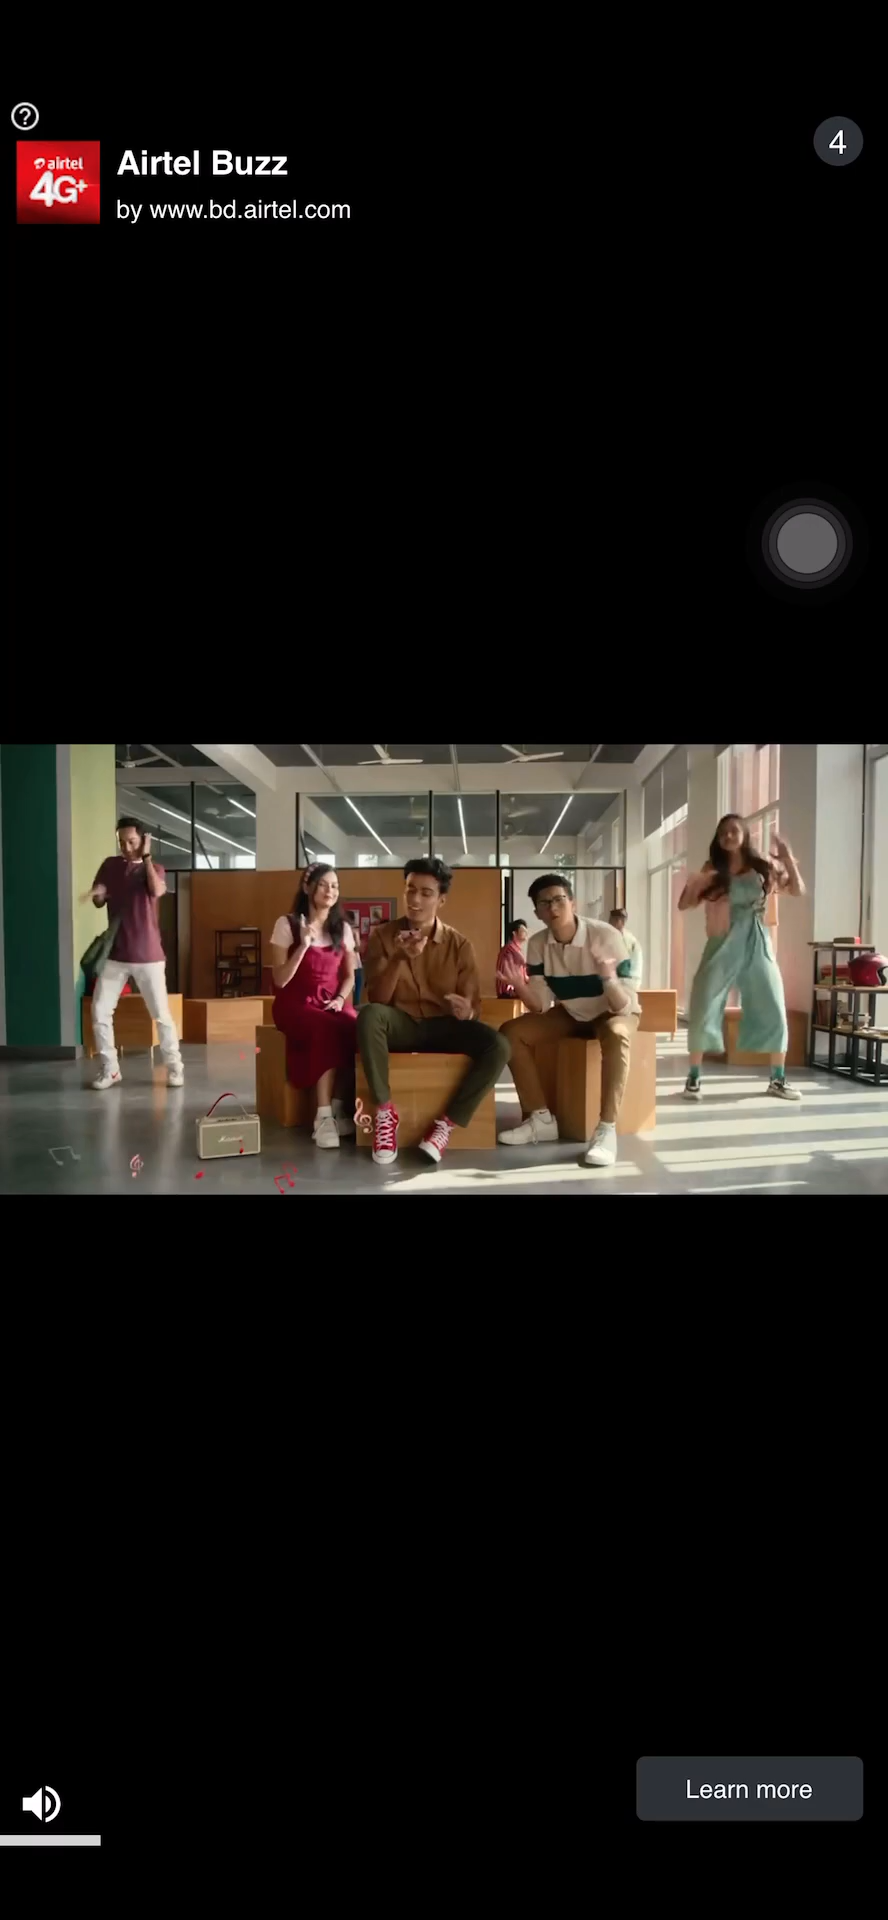 airtel
4G+
Airtel Buzz
by www.bd.airtel.com
4
Learn more